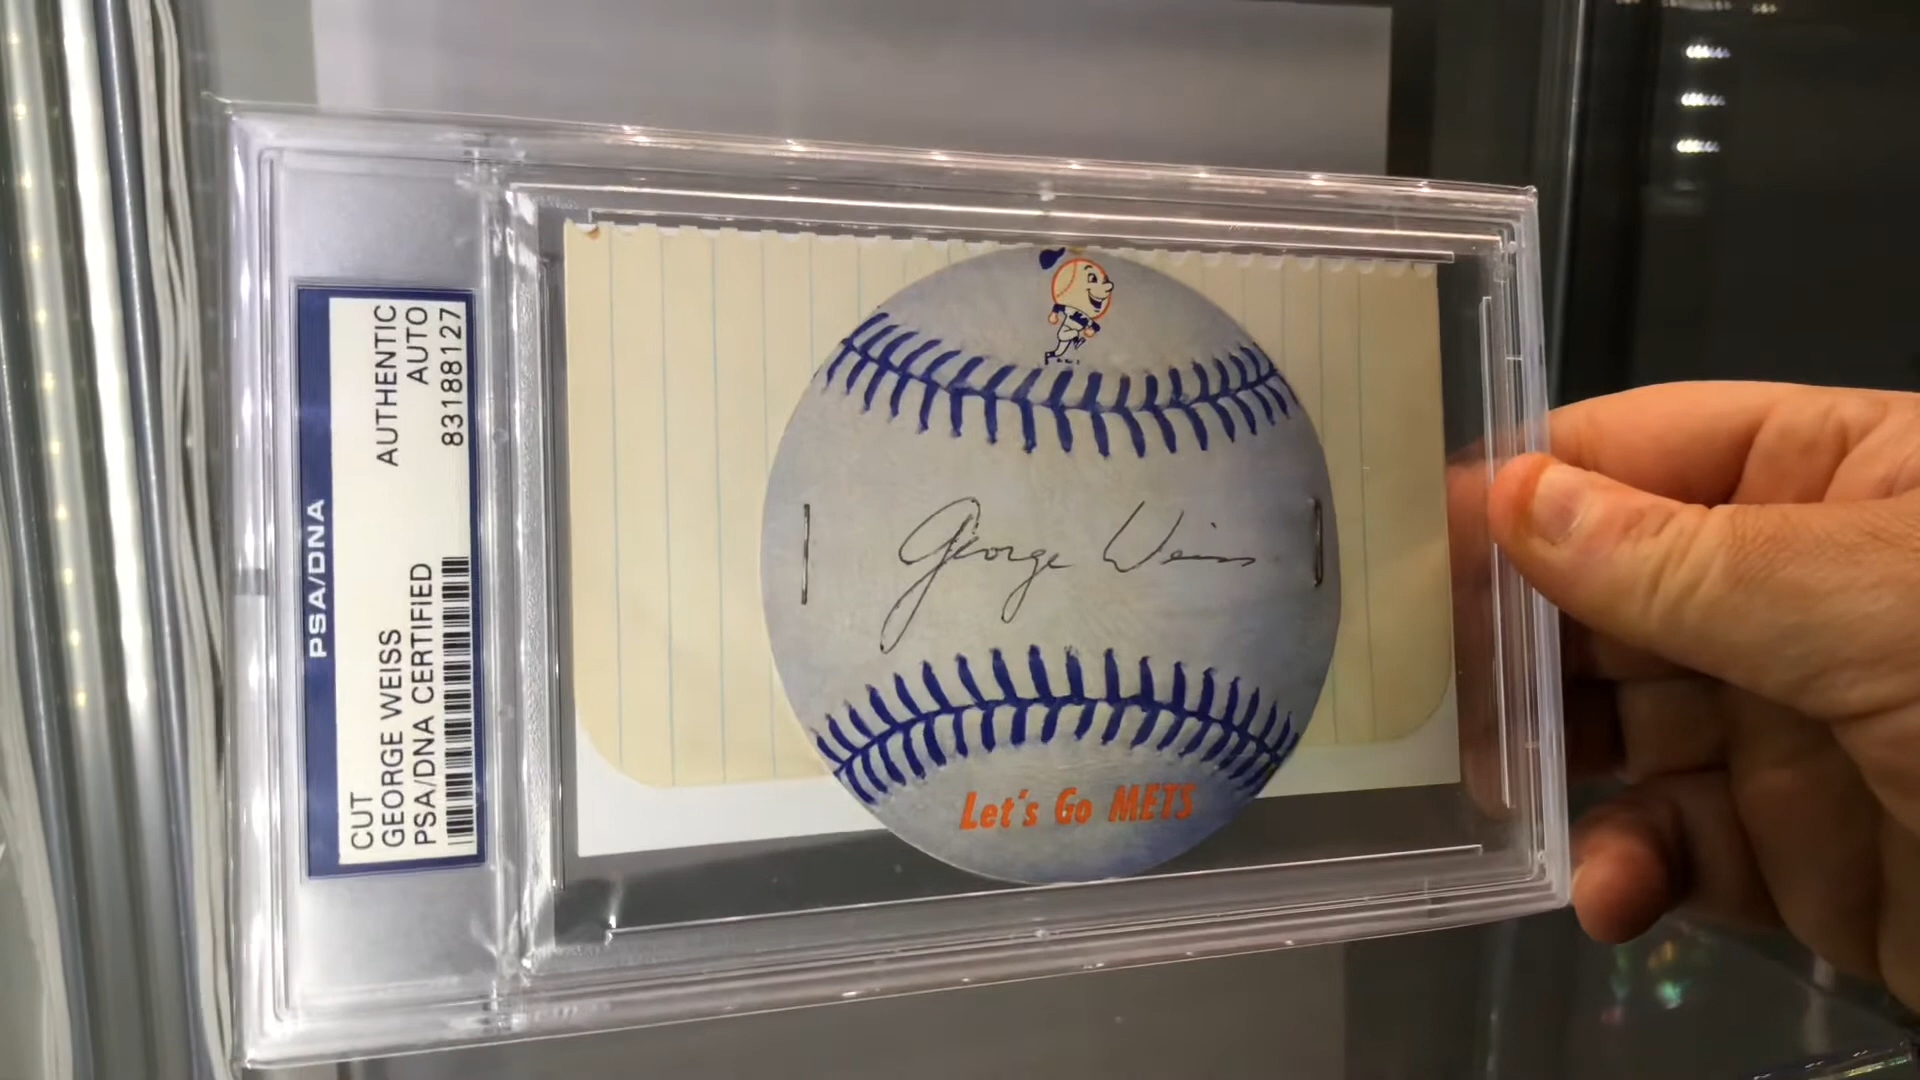 PSA/DNA
CUT
AUTHENTIC
GEORGE WEISS
AUTO
PSA/DNA CERTIFIED
83188127
George Weiss
Let's Go METS